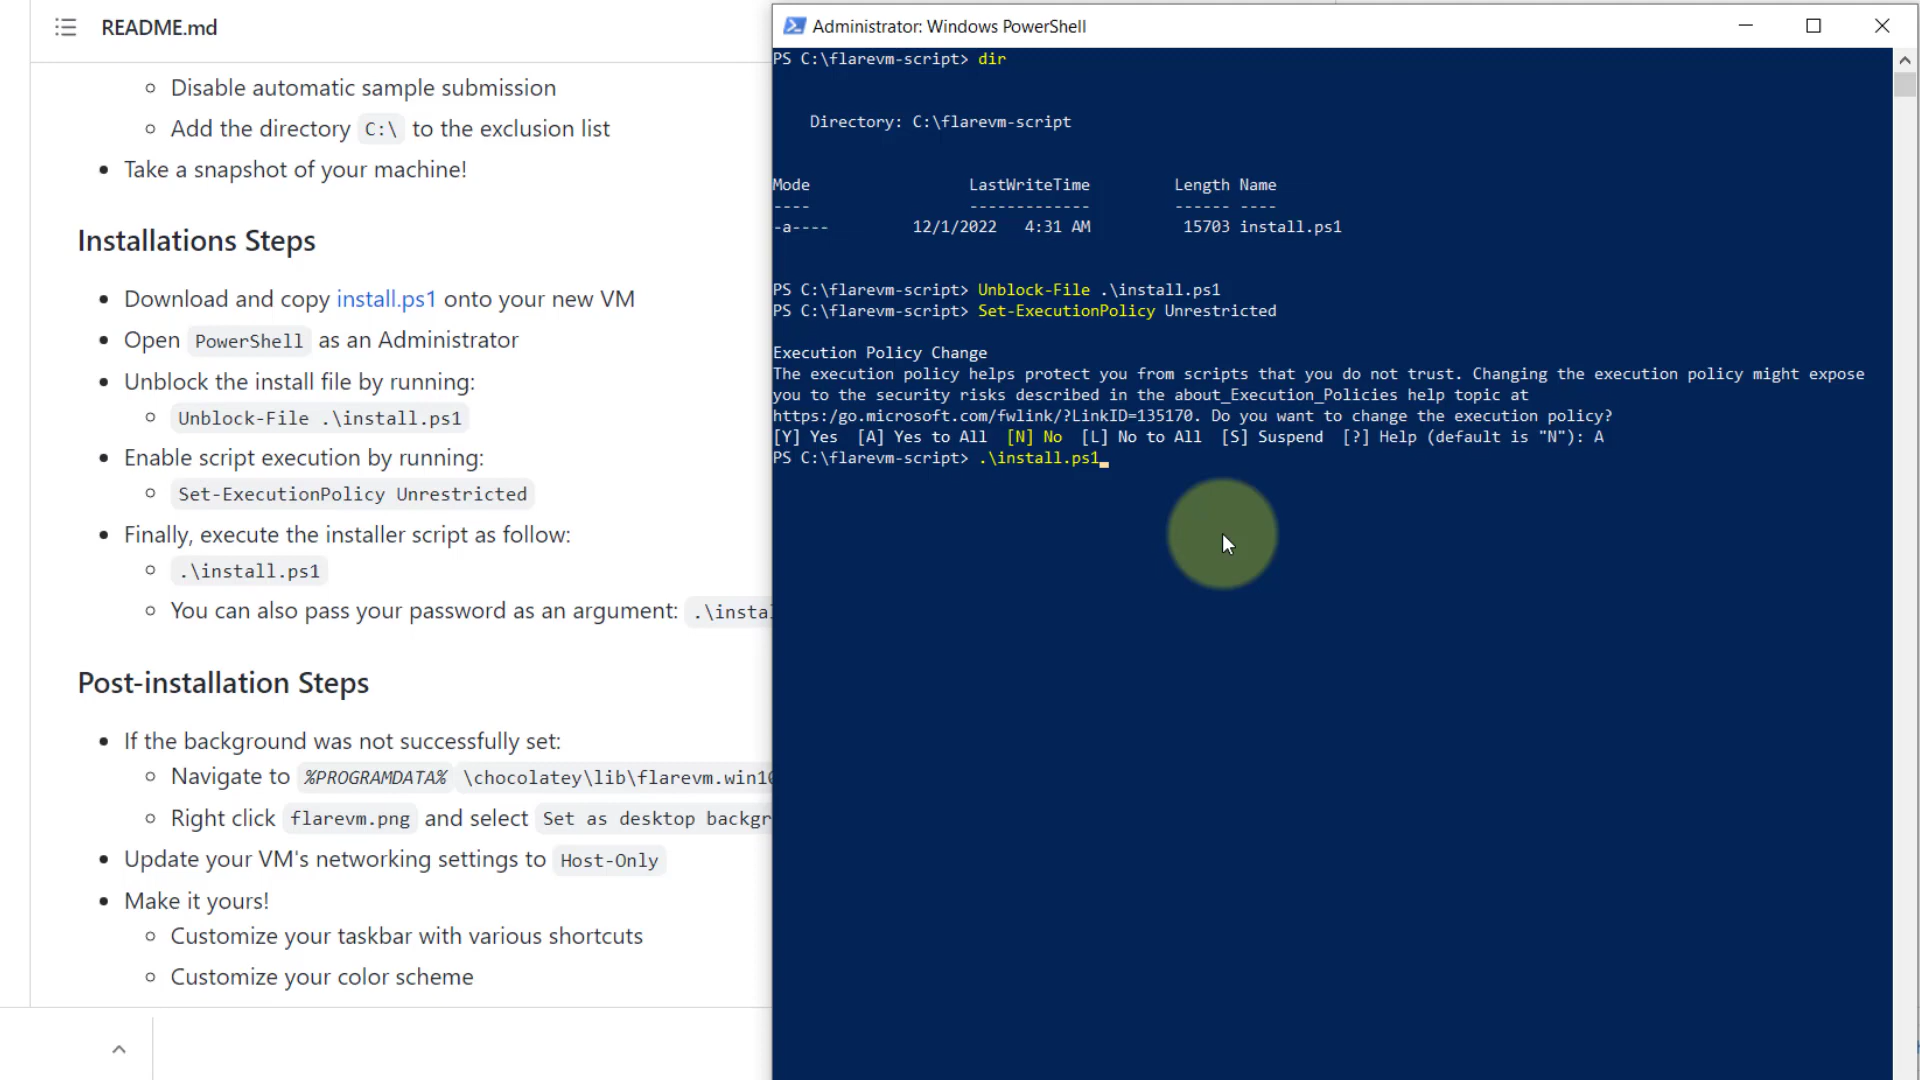 README.md
Disable automatic sample submission
Add the directory C:\ to the exclusion list
Take a snapshot of your machine!
Installations Steps
Download and copy install.ps1 onto your new VM
Open PowerShell as an Administrator
Unblock the install file by running:
Unblock-File .\install.ps1
Enable script execution by running:
Set-ExecutionPolicy Unrestricted
Finally, execute the installer script as follow:
.\install.ps1
You can also pass your password as an argument: .\instal
Post-installation Steps
If the background was not successfully set:
Navigate to %PROGRAMDATA% \chocolatey\lib\flarevm.win10
Right click flarevm.png and select Set as desktop backgr
Update your VM's networking settings to Host-Only
Make it yours!
Customize your taskbar with various shortcuts
Customize your color scheme
Administrator: Windows PowerShell
PS C:\flarevm-script> dir
Directory: C:\flarevm-script
Mode LastWriteTime Length Name
---- ------------- ------ ----
-a---- 12/1/2022 4:31 AM 15703 install.ps1
PS C:\flarevm-script> Unblock-File .\install.ps1
PS C:\flarevm-script> Set-ExecutionPolicy Unrestricted
Execution Policy Change
The execution policy helps protect you from scripts that you do not trust. Changing the execution policy might expose
you to the security risks described in the about_Execution_Policies help topic at
https:/go.microsoft.com/fwlink/?LinkID=135170. Do you want to change the execution policy?
[Y] Yes [A] Yes to All [N] No [L] No to All [S] Suspend [?] Help (default is "N"): A
PS C:\flarevm-script> .\install.ps1